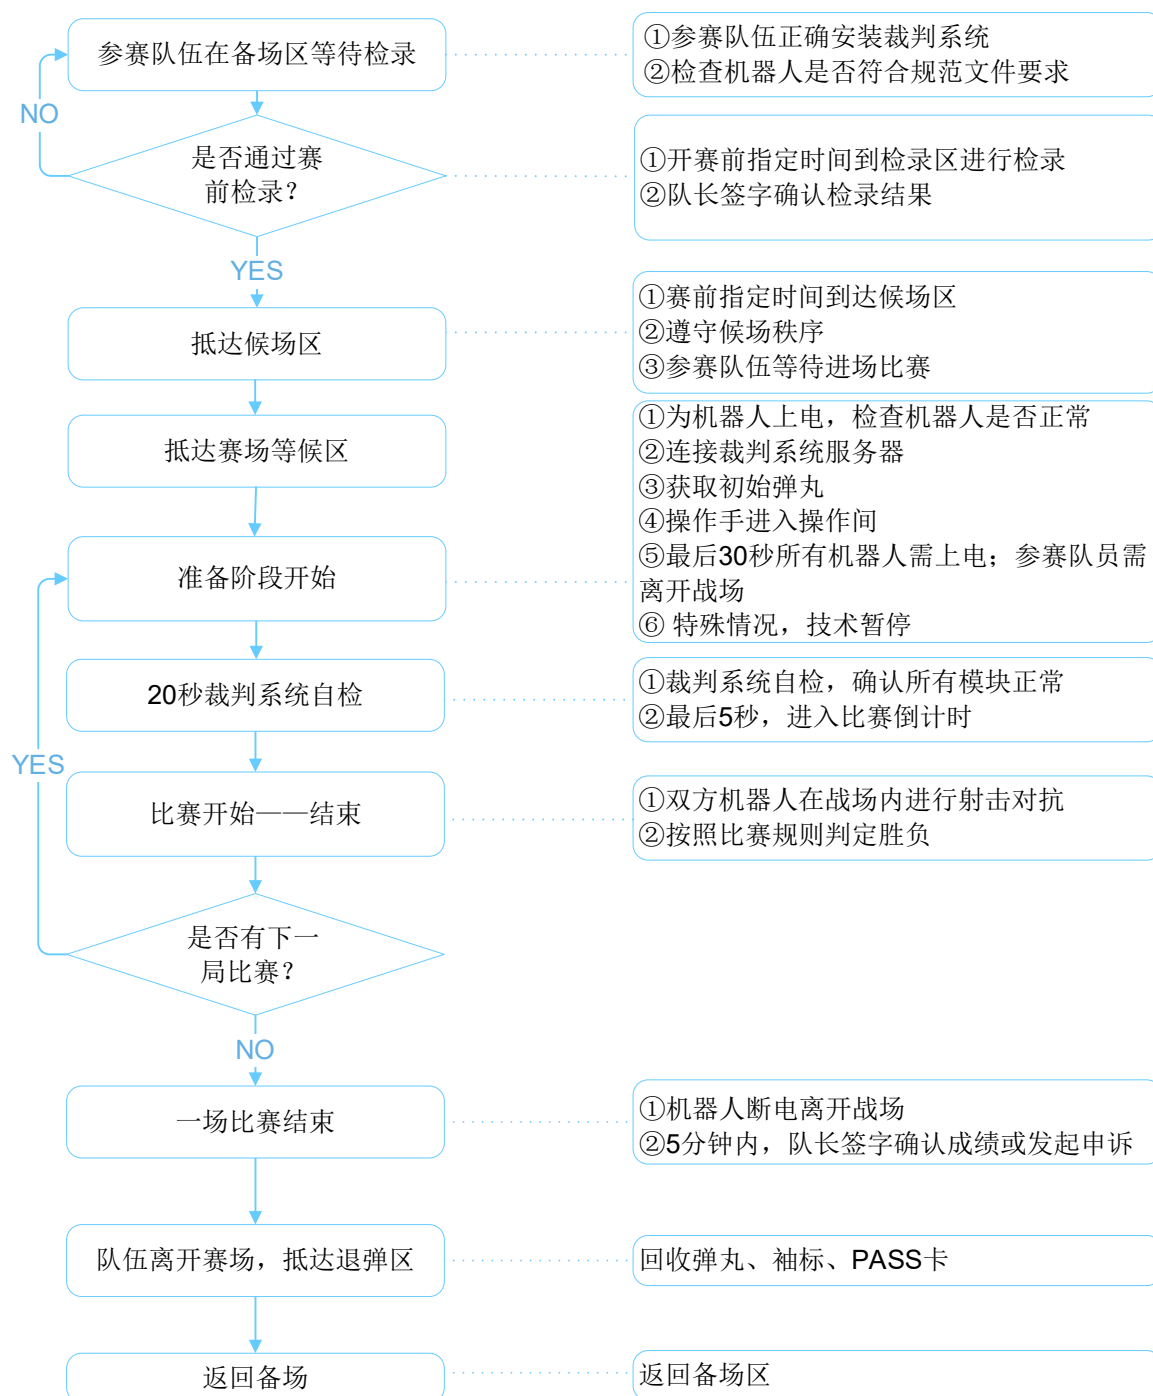 参赛队伍在备场区等待检录
①参赛队伍正确安装裁判系统
②检查机器人是否符合规范文件要求
NO
是否通过赛
前检录？
①开赛前指定时间到检录区进行检录
②队长签字确认检录结果
YES
抵达候场区
①赛前指定时间到达候场区
②遵守候场秩序
③参赛队伍等待进场比赛
抵达赛场等候区
准备阶段开始
①为机器人上电，检查机器人是否正常
②连接裁判系统服务器
③获取初始弹丸
④操作手进入操作间
⑤最后30秒所有机器人需上电；参赛队员需
离开战场
⑥ 特殊情况，技术暂停
20秒裁判系统自检
①裁判系统自检，确认所有模块正常
②最后5秒，进入比赛倒计时
YES
比赛开始——结束
①双方机器人在战场内进行射击对抗
②按照比赛规则判定胜负
是否有下一
局比赛？
NO
一场比赛结束
①机器人断电离开战场
②5分钟内，队长签字确认成绩或发起申诉
队伍离开赛场，抵达退弹区
回收弹丸、袖标、PASS卡
返回备场
返回备场区